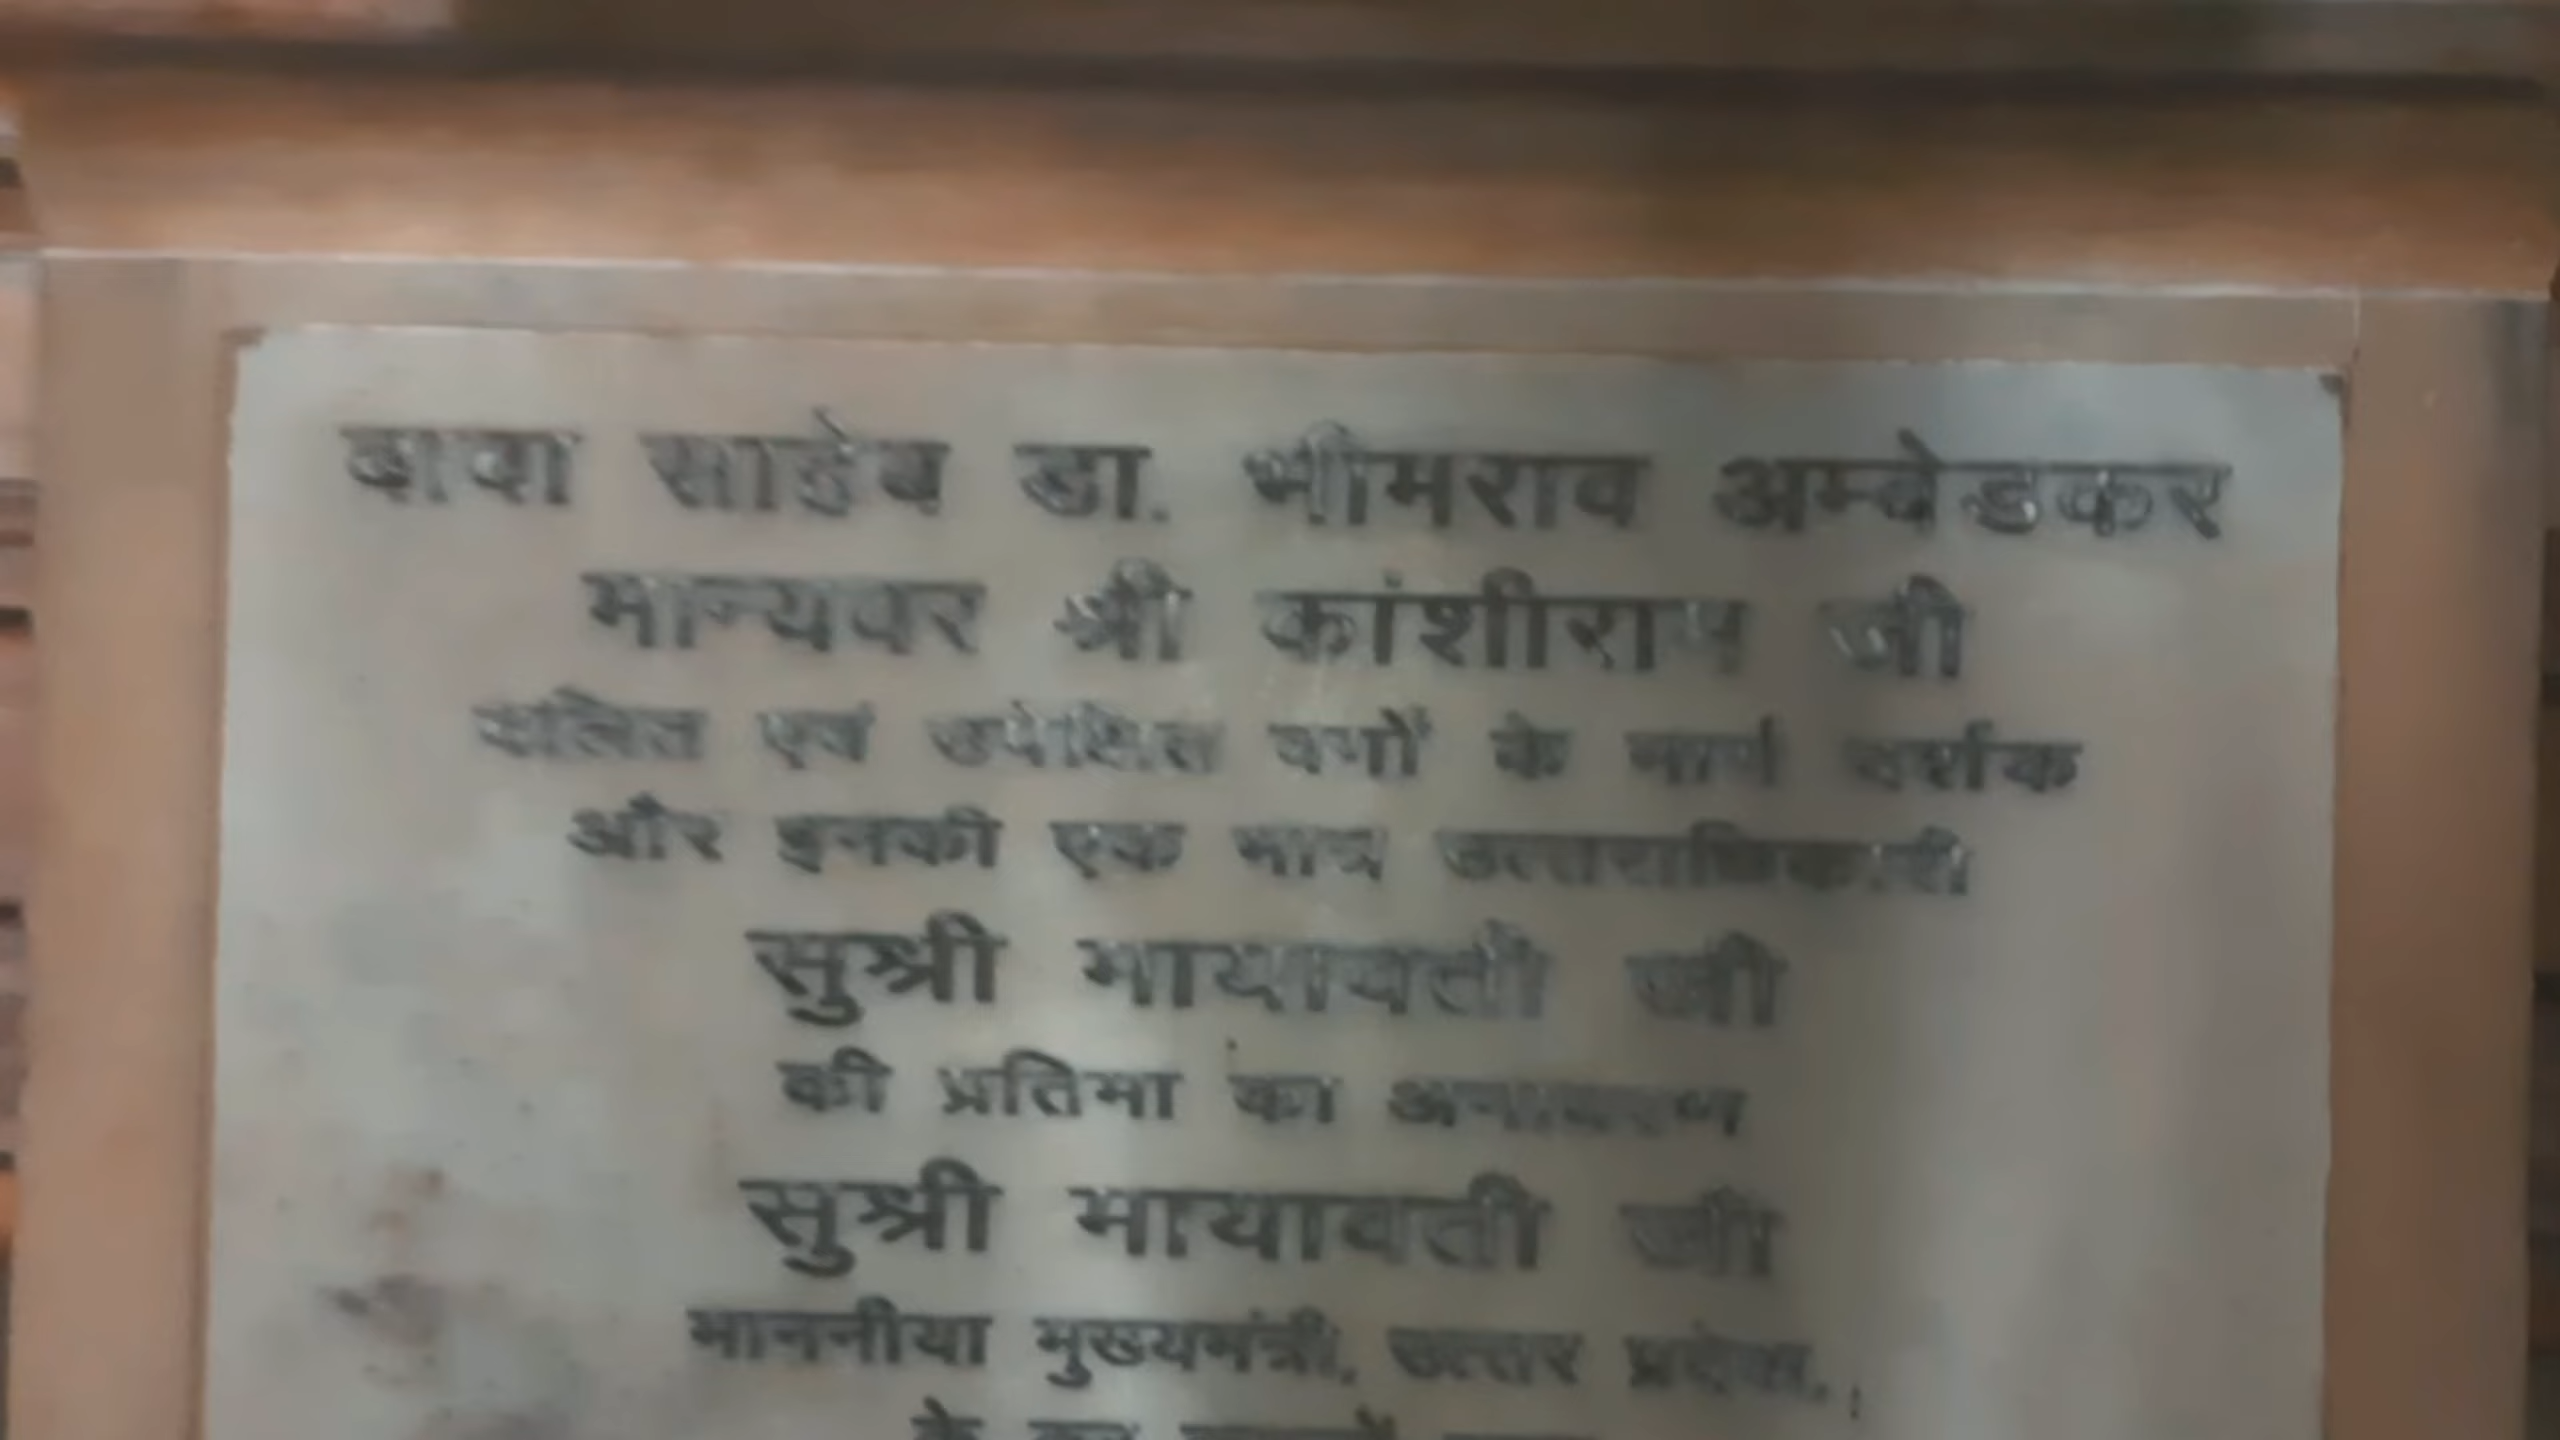 बाबा साहेब डा. भीमराव अम्बेडकर
मान्यवर श्री कांशीराम जी
दलित एवं उपेक्षित वर्गों के मार्ग दर्शक
और इनकी एक मात्र उत्तराधिकारी
सुश्री मायावती जी
की प्रतिमा का अनावरण
सुश्री मायावती जी
माननीया मुख्यमंत्री, उत्तर प्रदेश,
के कर